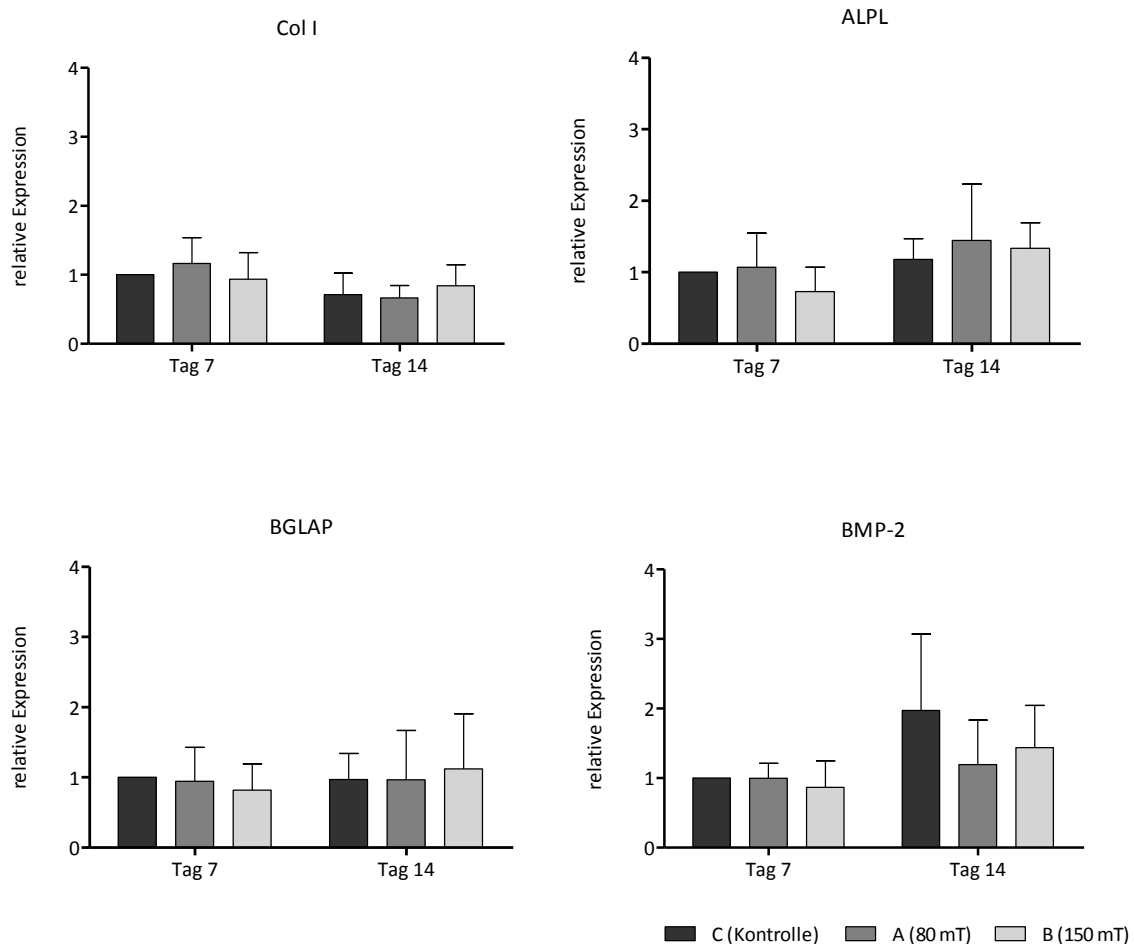 Col I
relative Expression
4
3
2
1
0
Tag 7 Tag 14
ALPL
relative Expression
4
3
2
1
0
Tag 7 Tag 14
BGLAP
relative Expression
4
3
2
1
0
Tag 7 Tag 14
BMP-2
relative Expression
4
3
2
1
0
Tag 7 Tag 14
C (Kontrolle) A (80 mT) B (150 mT)